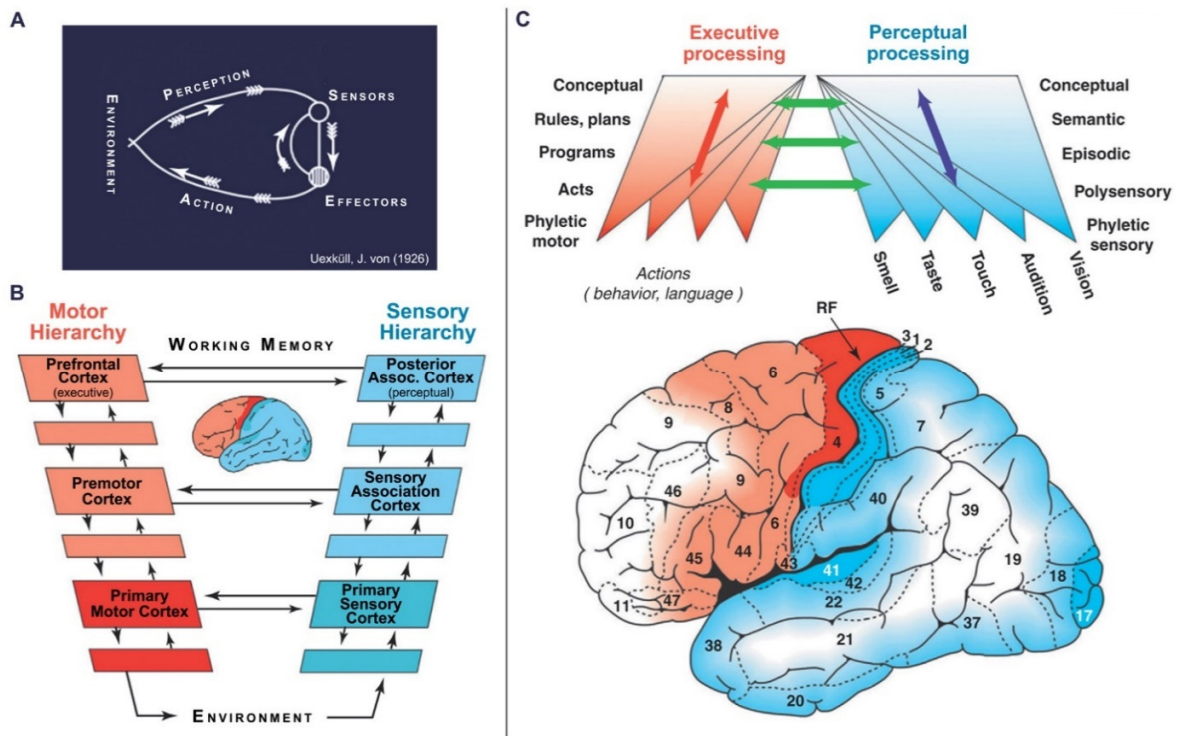 A
ENVIRONMENT
PERCEPTION
SENSORS
ACTION
EFFECTORS
Uexküll, J. von (1926)
B
Motor
Hierarchy
Sensory
Hierarchy
WORKING MEMORY
Prefrontal
Cortex
(executive)
Posterior
Assoc. Cortex
(perceptual)
Premotor
Cortex
Sensory
Association
Cortex
Primary
Motor Cortex
Primary
Sensory
Cortex
ENVIRONMENT
C
Executive
processing
Perceptual
processing
Conceptual
Rules, plans
Programs
Acts
Phyletic
motor
Conceptual
Semantic
Episodic
Polysensory
Phyletic
sensory
Actions
( behavior, language )
Smell
Taste
Touch
Audition
Vision
RF
3
1
2
6
5
8
9
7
4
9
46
40
39
10
6
45
44
43
41
42
19
18
17
11
47
22
37
38
21
20